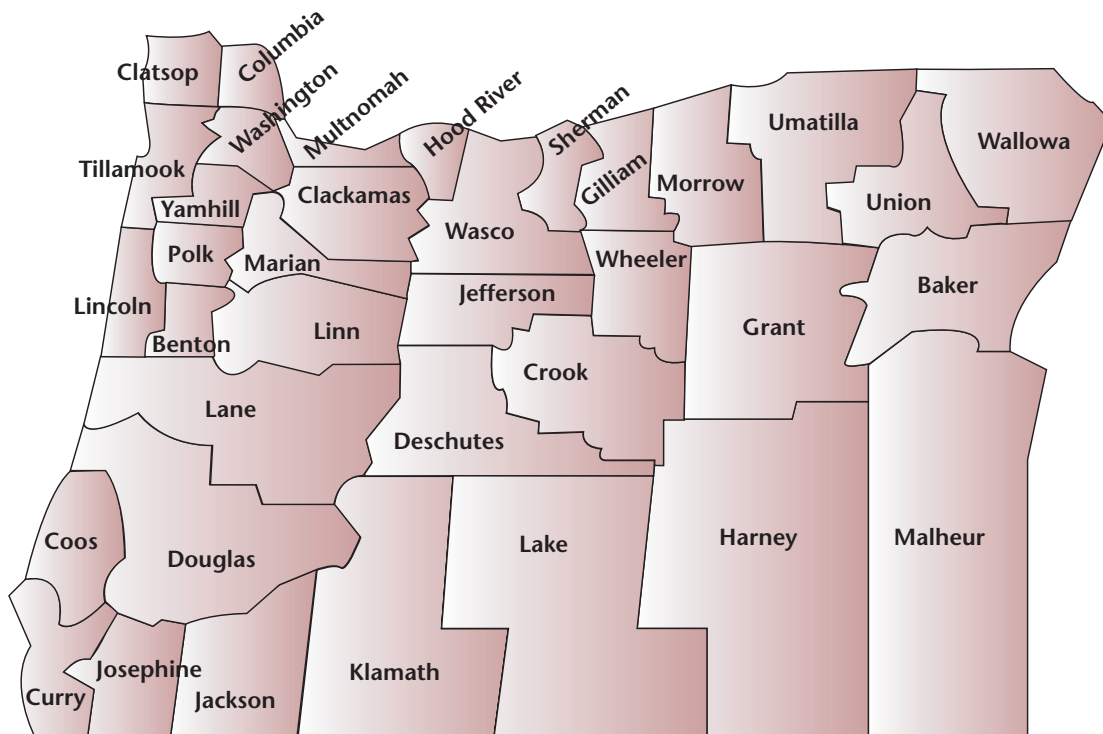 Columbia
Clatsop
Washington
Multnomah
Hood River
Sherman
Umatilla
Wallowa
Tillamook
Gilliam
Morrow
Clackamas
Yamhill
Union
Wasco
Polk
Marian
Wheeler
Baker
Jefferson
Lincoln
Linn
Grant
Benton
Crook
Lane
Deschutes
Coos
Douglas
Lake
Harney
Malheur
Josephine
Klamath
Curry
Jackson